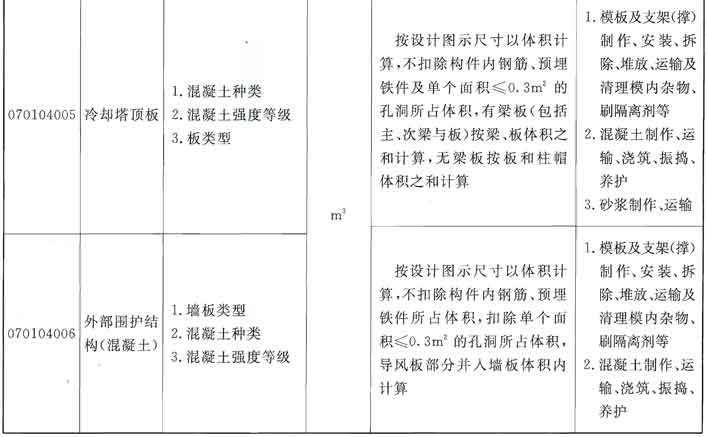 070104005
冷却塔顶板
1.混凝土种类
2.混凝土强度等级
3.板类型
m³
按设计图示尺寸以体积计
算,不扣除构件内钢筋、预埋
铁件及单个面积≤0.3m²的
孔洞所占体积,有梁板(包括
主、次梁与板)按梁、板体积之
和计算,无梁板按板和柱帽
体积之和计算
1.模板及支架(撑)
制作、安装、拆
除、堆放、运输及
清理模内杂物、
刷隔离剂等
2.混凝土制作、运
输、浇筑、振捣、
养护
3.砂浆制作、运输
070104006
外部围护结
构(混凝土)
1.墙板类型
2.混凝土种类
3.混凝土强度等级
按设计图示尺寸以体积计
算,不扣除构件内钢筋、预埋
铁件所占体积,扣除单个面
积≤0.3m²的孔洞所占体积,
导风板部分并入墙板体积内
计算
1.模板及支架(撑)
制作、安装、拆
除、堆放、运输及
清理模内杂物、
刷隔离剂等
2.混凝土制作、运
输、浇筑、振捣、
养护